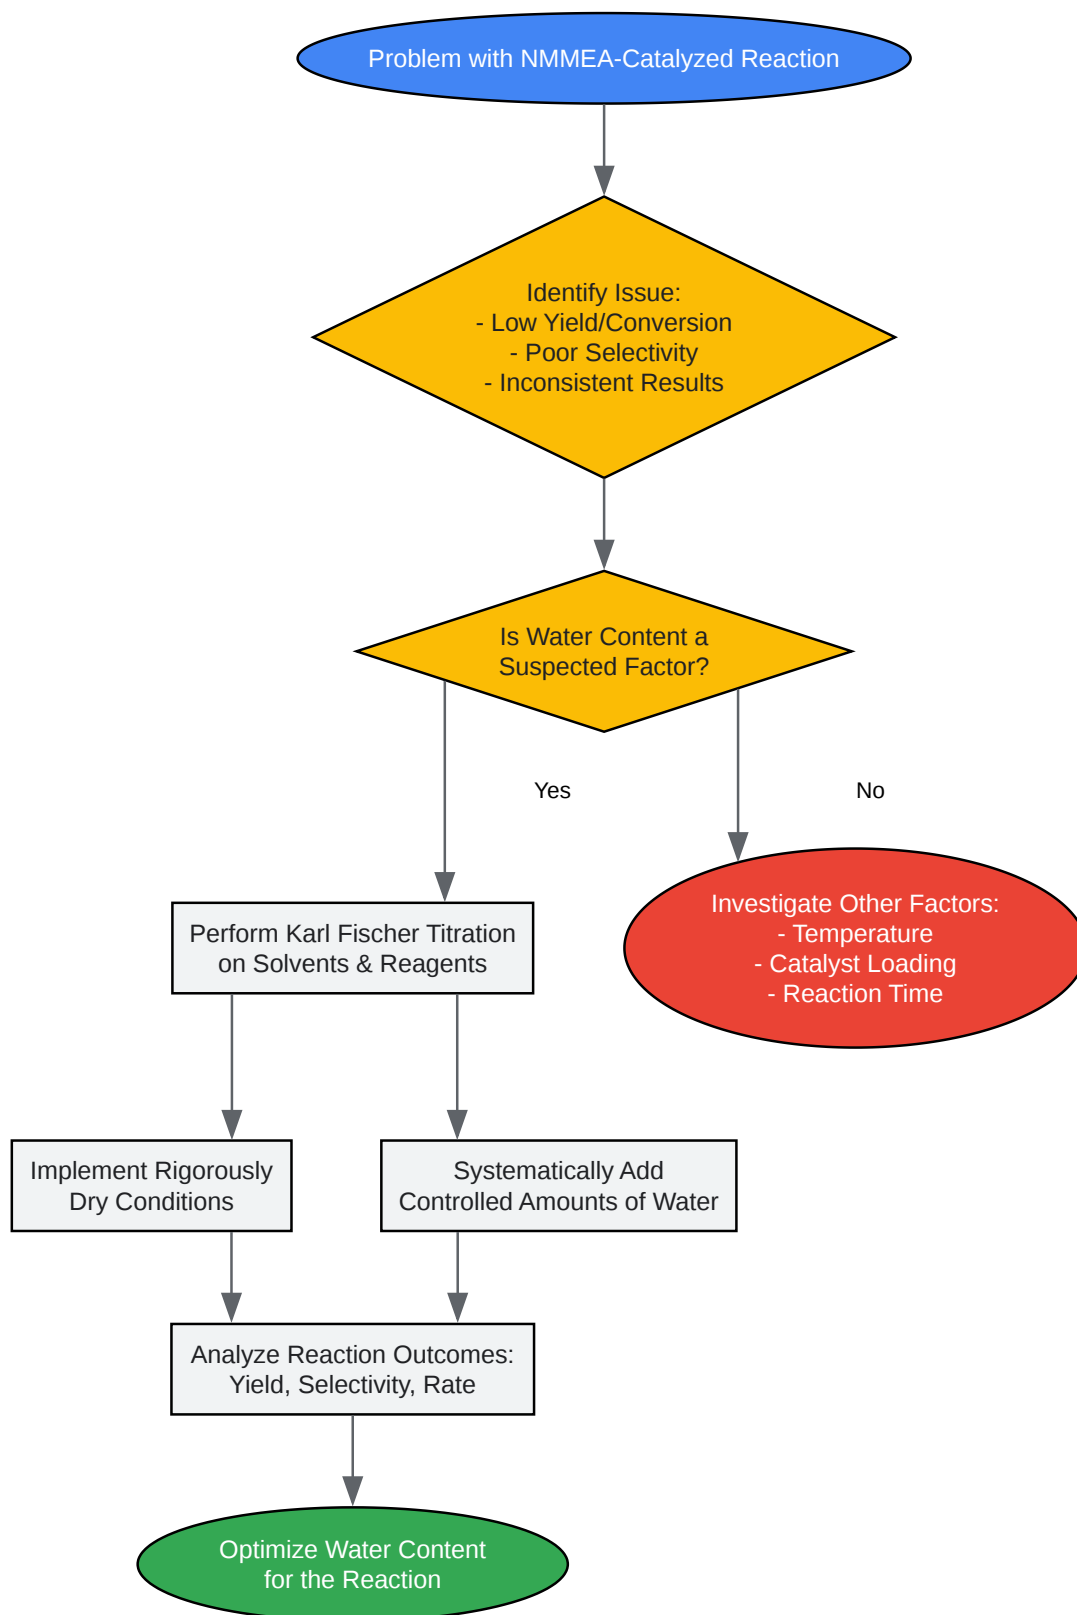 Problem with NMMEA-Catalyzed Reaction
Identify Issue:
- Low Yield/Conversion
- Poor Selectivity
- Inconsistent Results
Is Water Content a
Suspected Factor?
Yes
No
Investigate Other Factors:
- Temperature
- Catalyst Loading
- Reaction Time
Perform Karl Fischer Titration
on Solvents & Reagents
Implement Rigorously
Dry Conditions
Systematically Add
Controlled Amounts of Water
Analyze Reaction Outcomes:
Yield, Selectivity, Rate
Optimize Water Content
for the Reaction